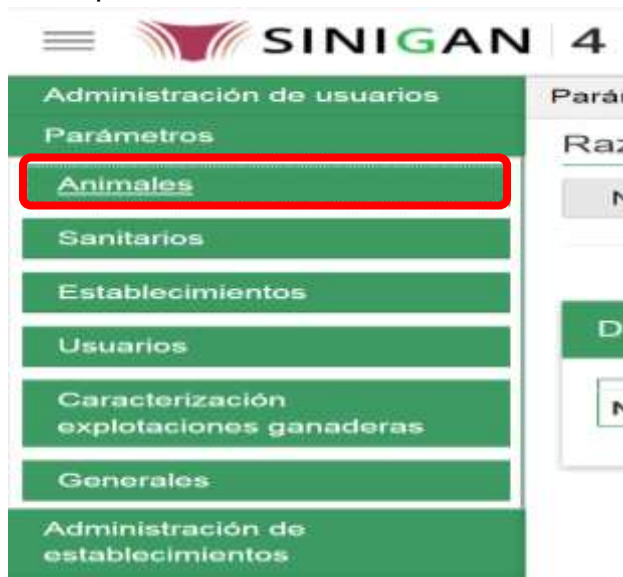 SINIGAN 4
Administración de usuarios
Parámetros
Animales
Sanitarios
Establecimientos
Usuarios
Caracterización
explotaciones ganaderas
Generales
Administración de
establecimientos